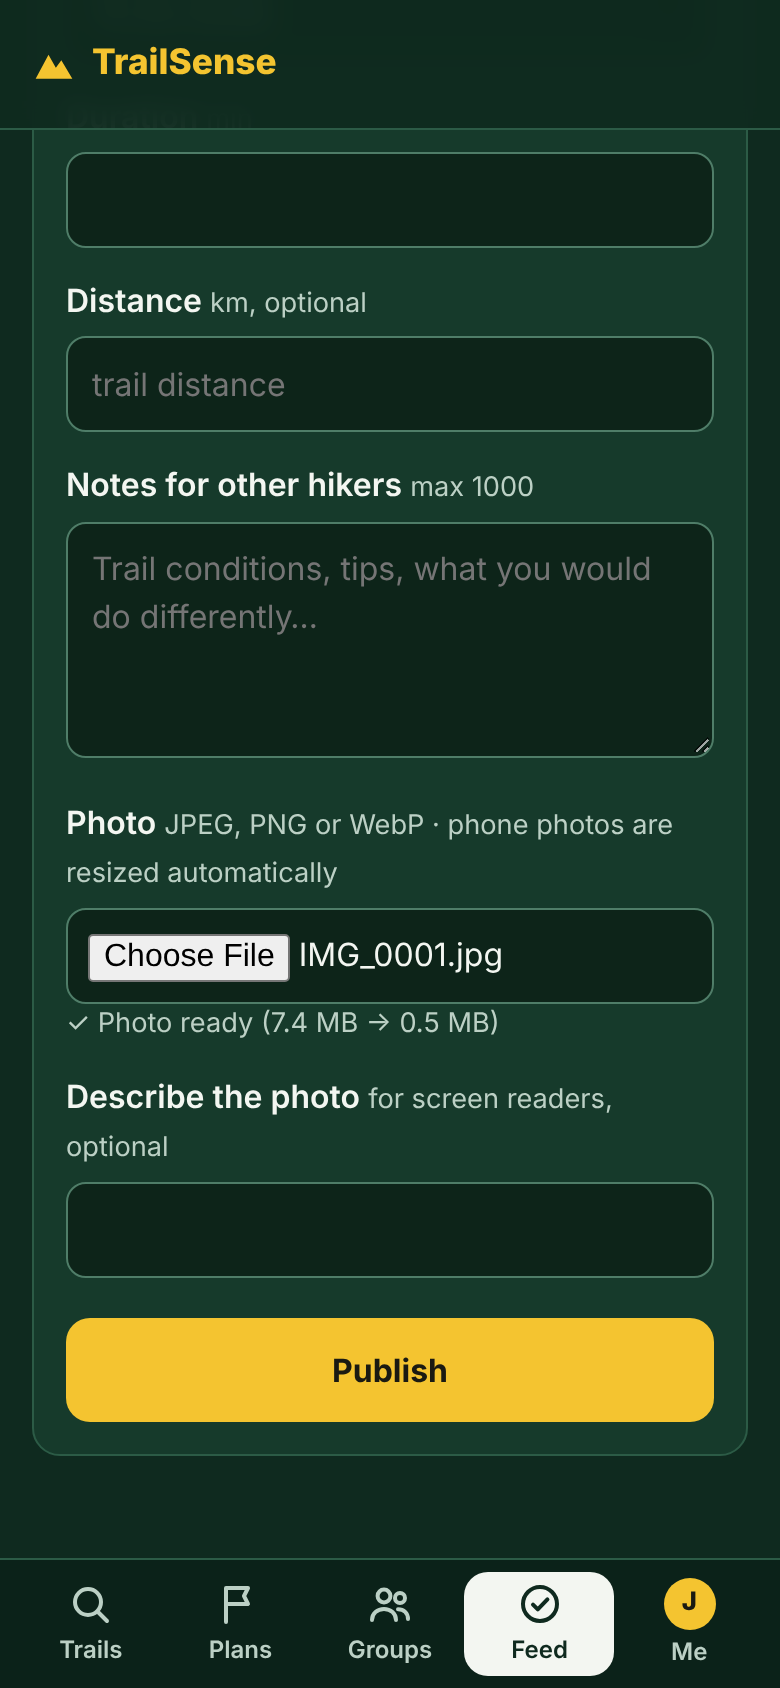 TrailSense
Duration min
Distance km, optional
trail distance
Notes for other hikers max 1000
Trail conditions, tips, what you would
do differently...
Photo JPEG, PNG or WebP · phone photos are
resized automatically
Choose File IMG_0001.jpg
✓ Photo ready (7.4 MB → 0.5 MB)
Describe the photo for screen readers,
optional
Publish
Trails
Plans
Groups
Feed
J
Me